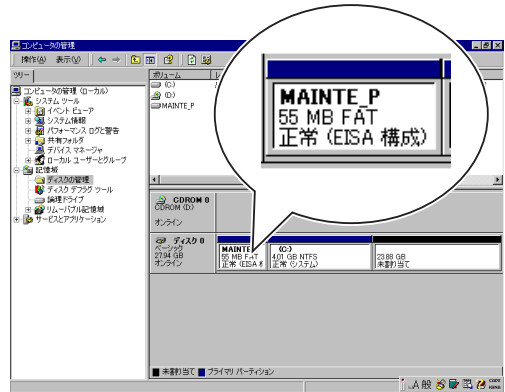 コンピュータの管理
操作(A) 表示(V)
ツリー
コンピュータの管理 (ローカル)
システム ツール
イベント ビューア
システム情報
パフォーマンス ログと警告
共有フォルダ
デバイス マネージャ
ローカル ユーザーとグループ
記憶域
ディスクの管理
ディスク デフラグ ツール
論理ドライブ
リムーバブル記憶域
サービスとアプリケーション
ボリューム
(C:)
(D:)
MAINTE_P
MAINTE_P
55 MB FAT
正常 (EISA 構成)
CDROM 0
CDROM (D:)
オンライン
ディスク 0
ベーシック
27.94 GB
オンライン
MAINTE
55 MB FAT
正常 (EISA
(C:)
4.01 GB NTFS
正常 (システム)
23.88 GB
未割り当て
未割り当て プライマリ パーティション
A 般
CAPS
KANA